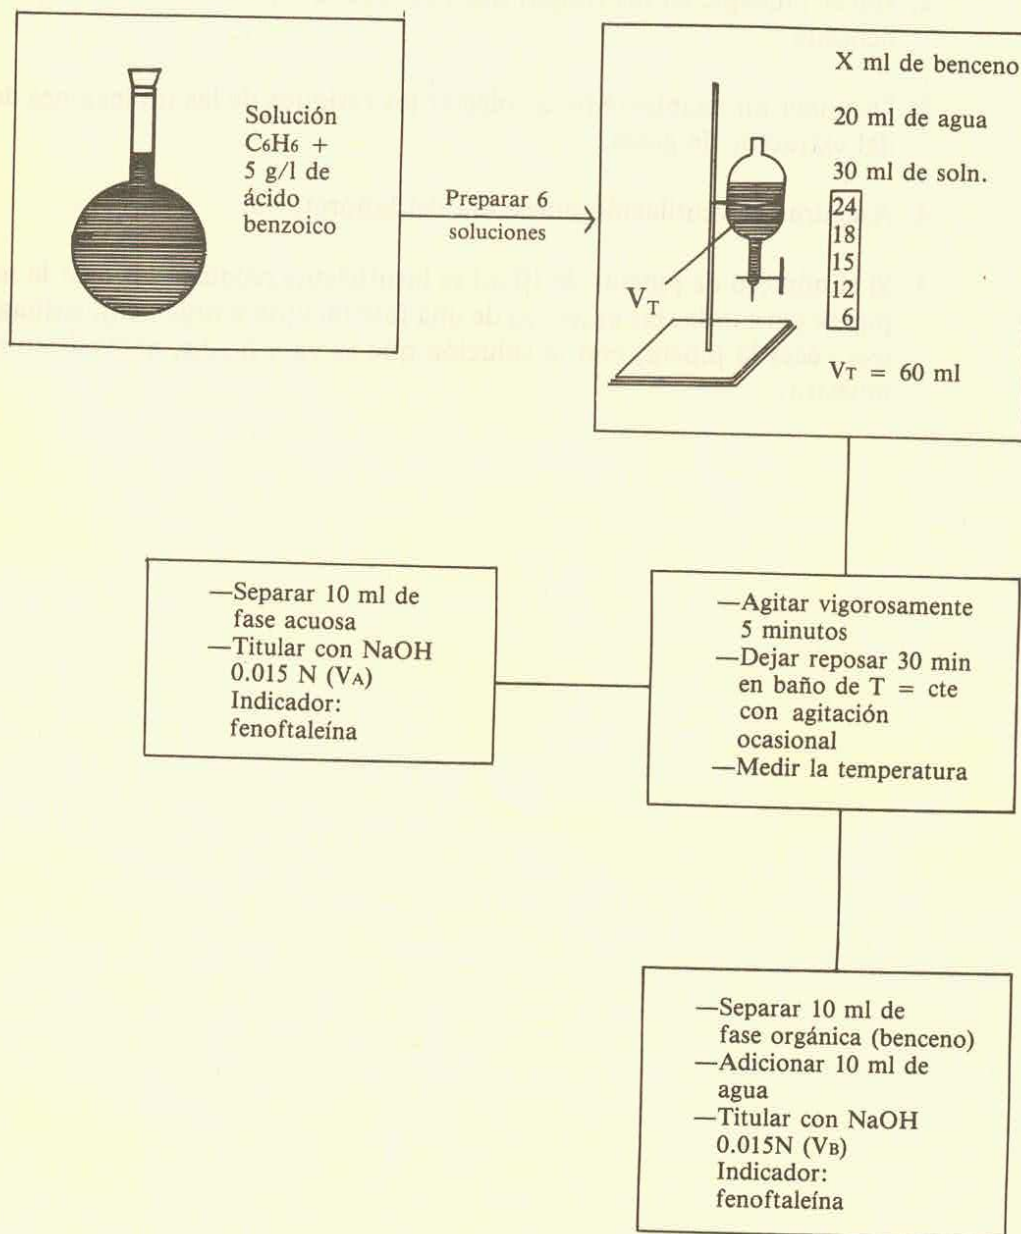 Solución
C6H6 +
5 g/l de
ácido
benzoico
Preparar 6
soluciones
X ml de benceno
20 ml de agua
30 ml de soln.
24
18
15
12
6
VT
VT = 60 ml
—Separar 10 ml de
fase acuosa
—Titular con NaOH
0.015 N (VA)
Indicador:
fenoftaleína
—Agitar vigorosamente
5 minutos
—Dejar reposar 30 min
en baño de T = cte
con agitación
ocasional
—Medir la temperatura
—Separar 10 ml de
fase orgánica (benceno)
—Adicionar 10 ml de
agua
—Titular con NaOH
0.015N (VB)
Indicador:
fenoftaleína